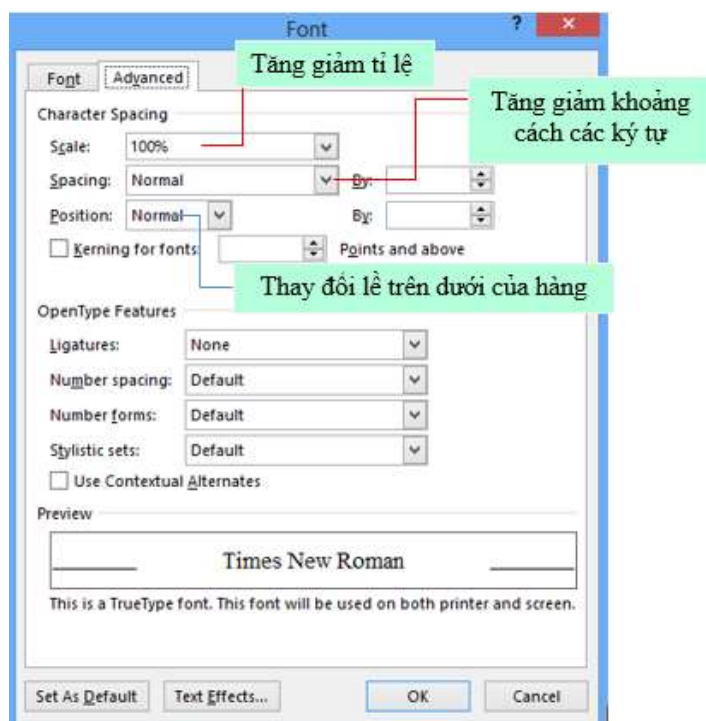 Font
?
Tăng giảm tỉ lệ
Font Advanced
Tăng giảm khoảng
cách các ký tự
Character Spacing
Scale: 100%
Spacing: Normal By:
Position: Normal By:
Kerning for fonts: Points and above
Thay đổi lề trên dưới của hàng
OpenType Features
Ligatures: None
Number spacing: Default
Number forms: Default
Stylistic sets: Default
Use Contextual Alternates
Preview
Times New Roman
This is a TrueType font. This font will be used on both printer and screen.
Set As Default Text Effects... OK Cancel